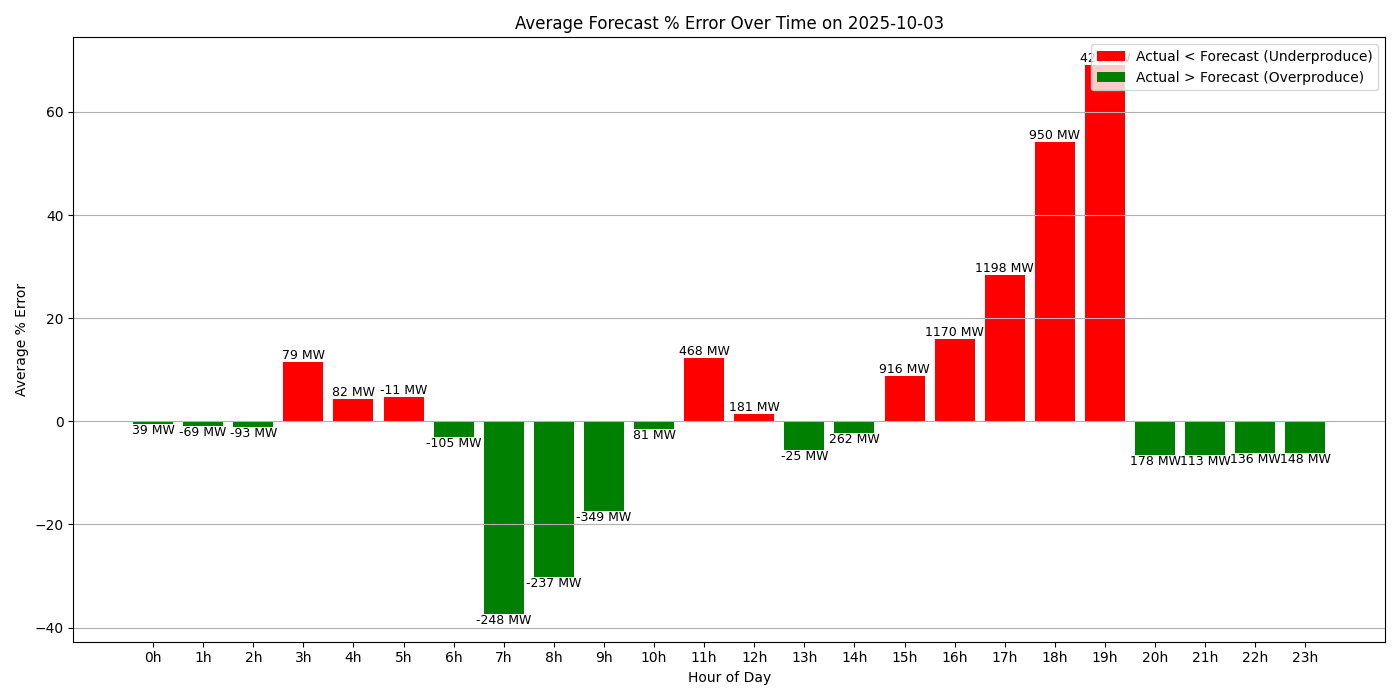 Average Forecast % Error Over Time on 2025-10-03
Actual < Forecast (Underproduce)
Actual > Forecast (Overproduce)
Average % Error
60
40
20
0
−20
−40
39 MW
-69 MW
-93 MW
79 MW
82 MW
-11 MW
-105 MW
-248 MW
-237 MW
-349 MW
81 MW
468 MW
181 MW
-25 MW
262 MW
916 MW
1170 MW
1198 MW
950 MW
178 MW
113 MW
136 MW
148 MW
0h 1h 2h 3h 4h 5h 6h 7h 8h 9h 10h 11h 12h 13h 14h 15h 16h 17h 18h 19h 20h 21h 22h 23h
Hour of Day